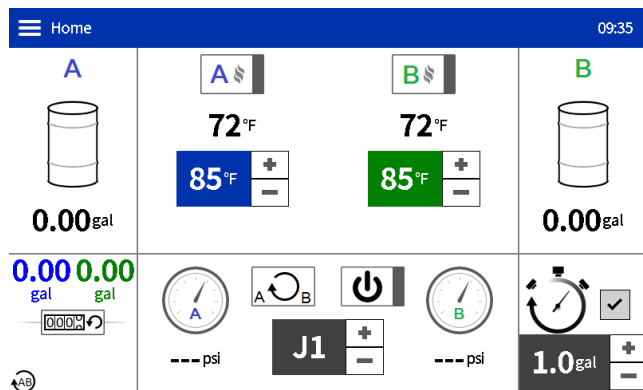 Home 09:35
A A B B
72°F 72°F
85°F + − 85°F + −
0.00gal 0.00gal
0.00 0.00
gal gal
A B
A B
000
J1 + −
---psi ---psi
1.0gal + −
AB